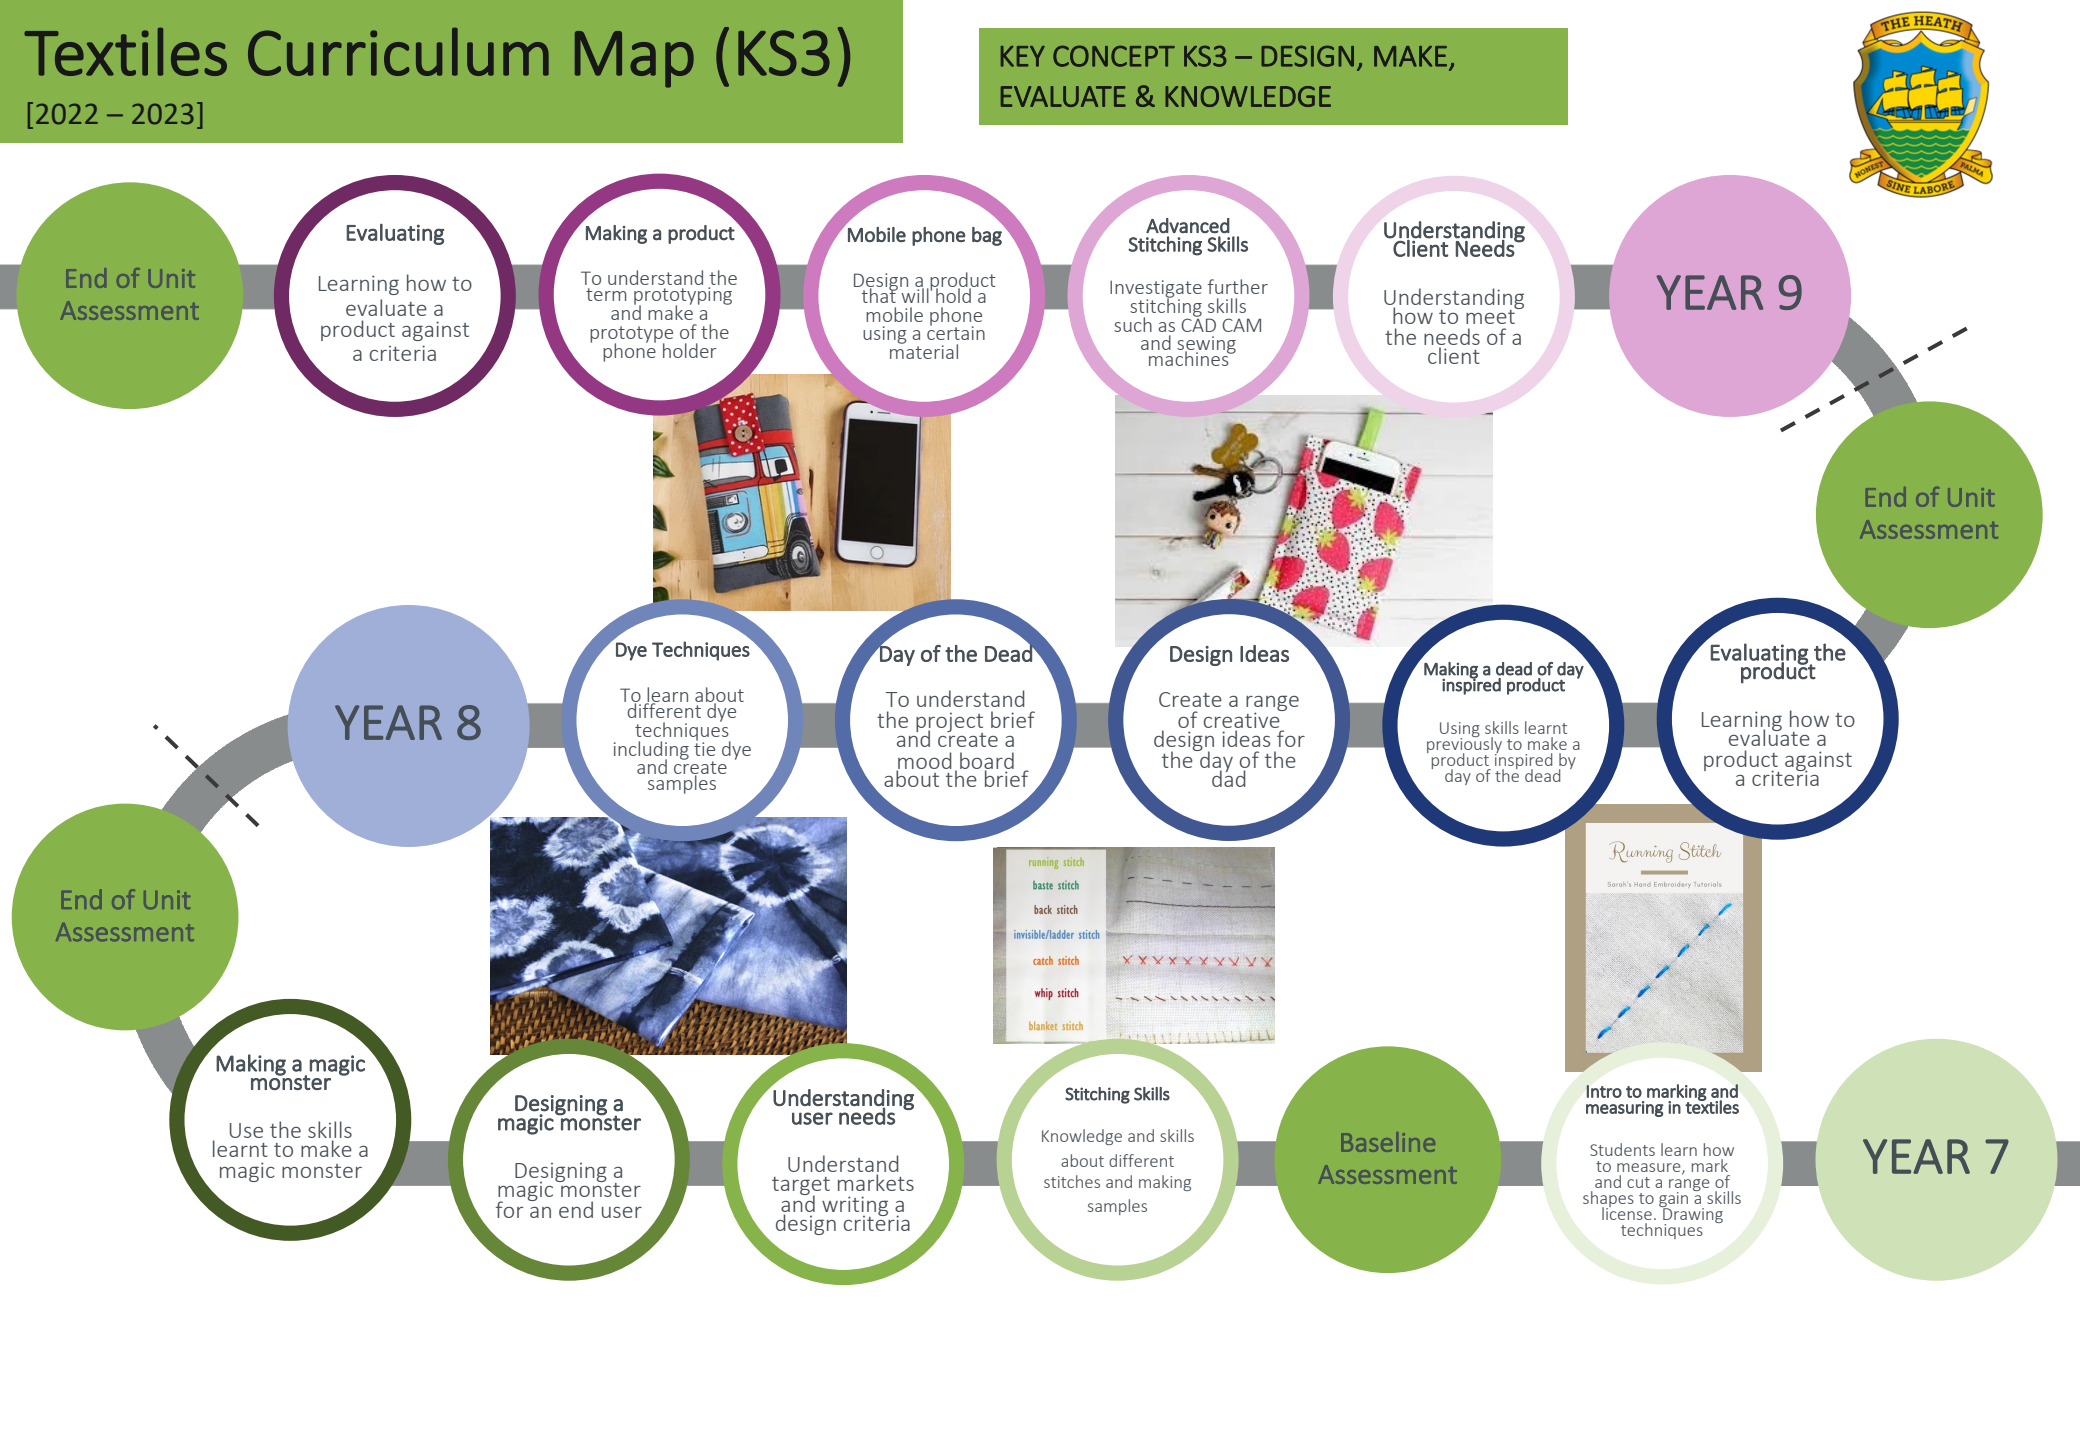 Textiles Curriculum Map (KS3)
[2022 – 2023]
KEY CONCEPT KS3 – DESIGN, MAKE,
EVALUATE & KNOWLEDGE
THE HEATH
HONESTE
PALMA
SINE LABORE
End of Unit
Assessment
Evaluating
Learning how to
evaluate a
product against
a criteria
Making a product
To understand the
term prototyping
and make a
prototype of the
phone holder
Mobile phone bag
Design a product
that will hold a
mobile phone
using a certain
material
Advanced
Stitching Skills
Investigate further
stitching skills
such as CAD CAM
and sewing
machines
Understanding
Client Needs
Understanding
how to meet
the needs of a
client
YEAR 9
End of Unit
Assessment
YEAR 8
Dye Techniques
To learn about
different dye
techniques
including tie dye
and create
samples
Day of the Dead
To understand
the project brief
and create a
mood board
about the brief
Design Ideas
Create a range
of creative
design ideas for
the day of the
dad
Making a dead of day
inspired product
Using skills learnt
previously to make a
product inspired by
day of the dead
Evaluating the
product
Learning how to
evaluate a
product against
a criteria
End of Unit
Assessment
running stitch
baste stitch
back stitch
invisible/ladder stitch
catch stitch
whip stitch
blanket stitch
Running Stitch
Sarah's Hand Embroidery Tutorials
Making a magic
monster
Use the skills
learnt to make a
magic monster
Designing a
magic monster
Designing a
magic monster
for an end user
Understanding
user needs
Understand
target markets
and writing a
design criteria
Stitching Skills
Knowledge and skills
about different
stitches and making
samples
Baseline
Assessment
Intro to marking and
measuring in textiles
Students learn how
to measure, mark
and cut a range of
shapes to gain a skills
license. Drawing
techniques
YEAR 7